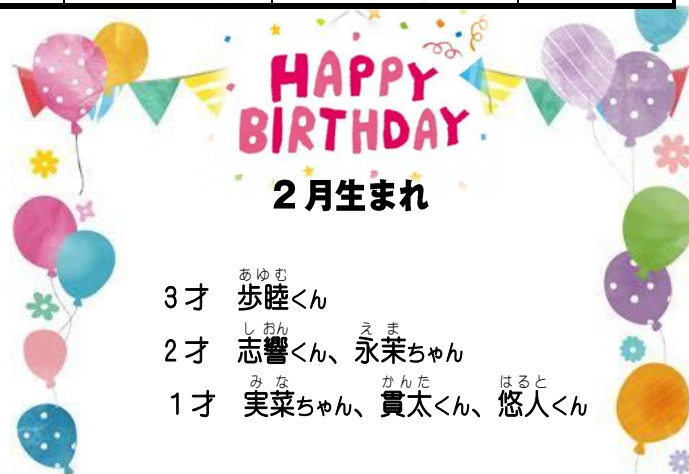 HAPPY
BIRTHDAY
２月生まれ
あゆむ
3才 歩睦くん
しおん えま
2才 志響くん、永茉ちゃん
みな かんた はると
1才 実菜ちゃん、貫太くん、悠人くん